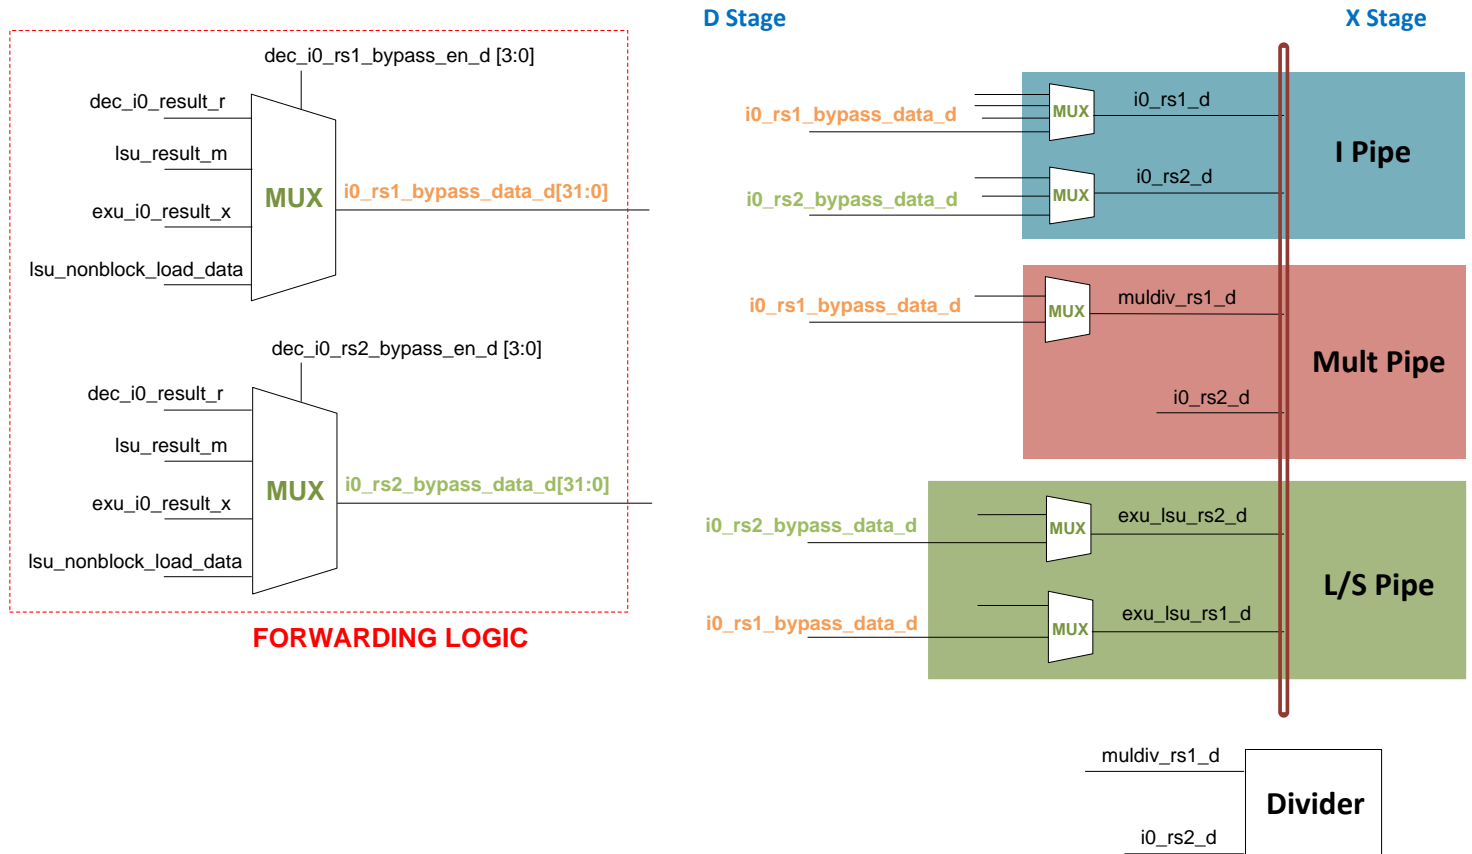 dec_i0_rs1_bypass_en_d [3:0]
dec_i0_result_r
lsu_result_m
exu_i0_result_x
lsu_nonblock_load_data
MUX
i0_rs1_bypass_data_d[31:0]
dec_i0_rs2_bypass_en_d [3:0]
dec_i0_result_r
lsu_result_m
exu_i0_result_x
lsu_nonblock_load_data
MUX
i0_rs2_bypass_data_d[31:0]
FORWARDING LOGIC
D Stage
X Stage
i0_rs1_bypass_data_d
MUX
i0_rs1_d
i0_rs2_bypass_data_d
MUX
i0_rs2_d
I Pipe
i0_rs1_bypass_data_d
MUX
muldiv_rs1_d
i0_rs2_d
Mult Pipe
i0_rs2_bypass_data_d
MUX
exu_lsu_rs2_d
i0_rs1_bypass_data_d
MUX
exu_lsu_rs1_d
L/S Pipe
muldiv_rs1_d
i0_rs2_d
Divider